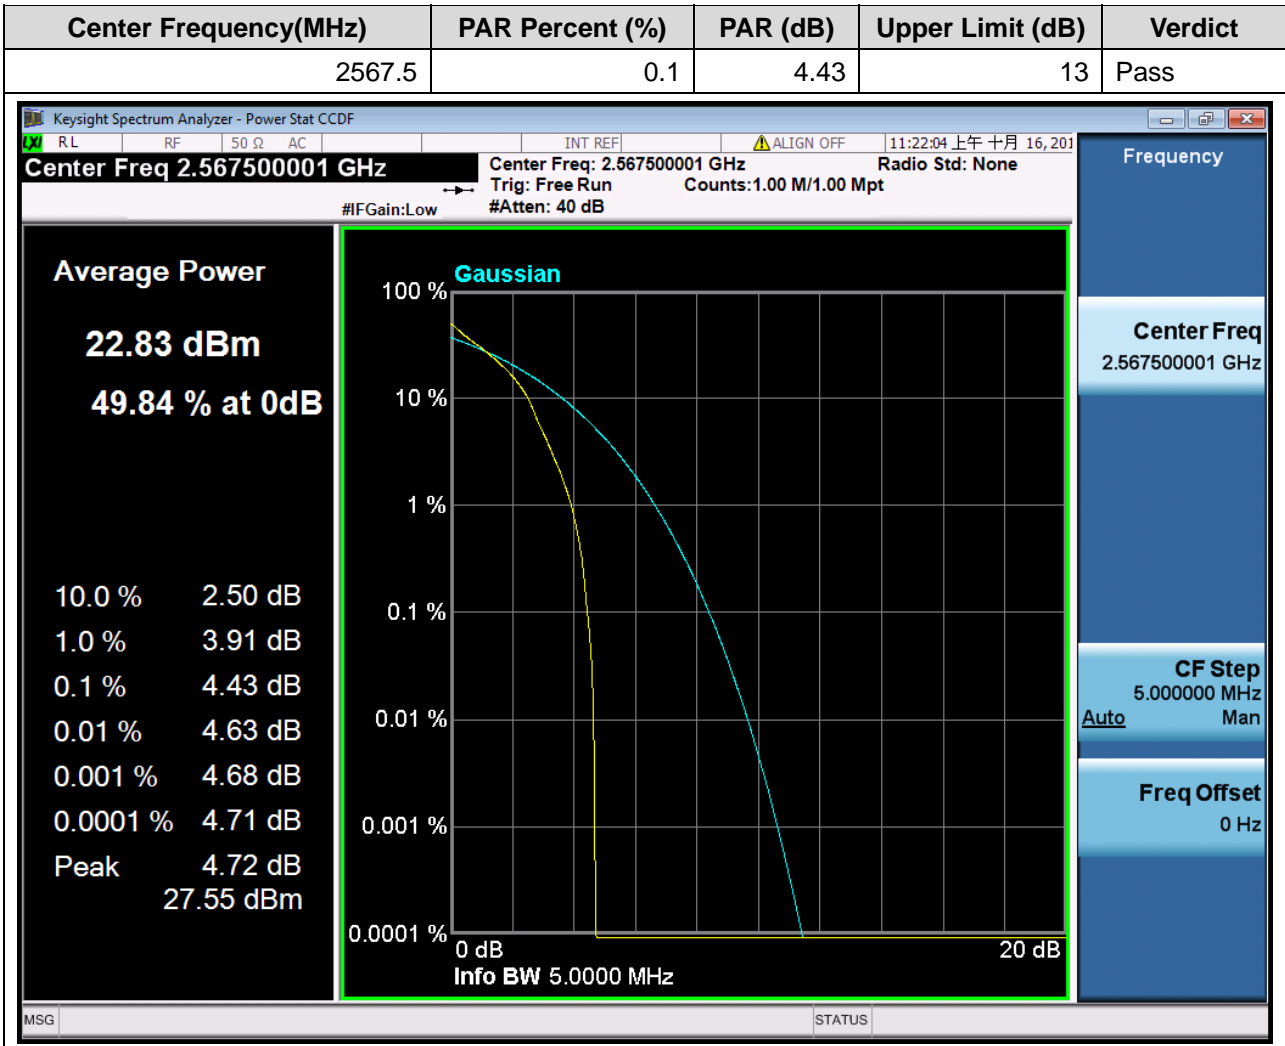 Center Frequency(MHz) PAR Percent (%) PAR (dB) Upper Limit (dB) Verdict
2567.5 0.1 4.43 13 Pass
Keysight Spectrum Analyzer - Power Stat CCDF
LXI RL RF 50 Ω AC INT REF ALIGN OFF 11:22:04 上午 十月 16, 201
Center Freq 2.567500001 GHz
Center Freq: 2.567500001 GHz Radio Std: None
Trig: Free Run Counts:1.00 M/1.00 Mpt
#IFGain:Low #Atten: 40 dB
Average Power
22.83 dBm
49.84 % at 0dB
10.0 % 2.50 dB
1.0 % 3.91 dB
0.1 % 4.43 dB
0.01 % 4.63 dB
0.001 % 4.68 dB
0.0001 % 4.71 dB
Peak 4.72 dB
27.55 dBm
Gaussian
100 %
10 %
1 %
0.1 %
0.01 %
0.001 %
0.0001 %
0 dB 20 dB
Info BW 5.0000 MHz
Frequency
Center Freq
2.567500001 GHz
CF Step
5.000000 MHz
Auto Man
Freq Offset
0 Hz
MSG STATUS